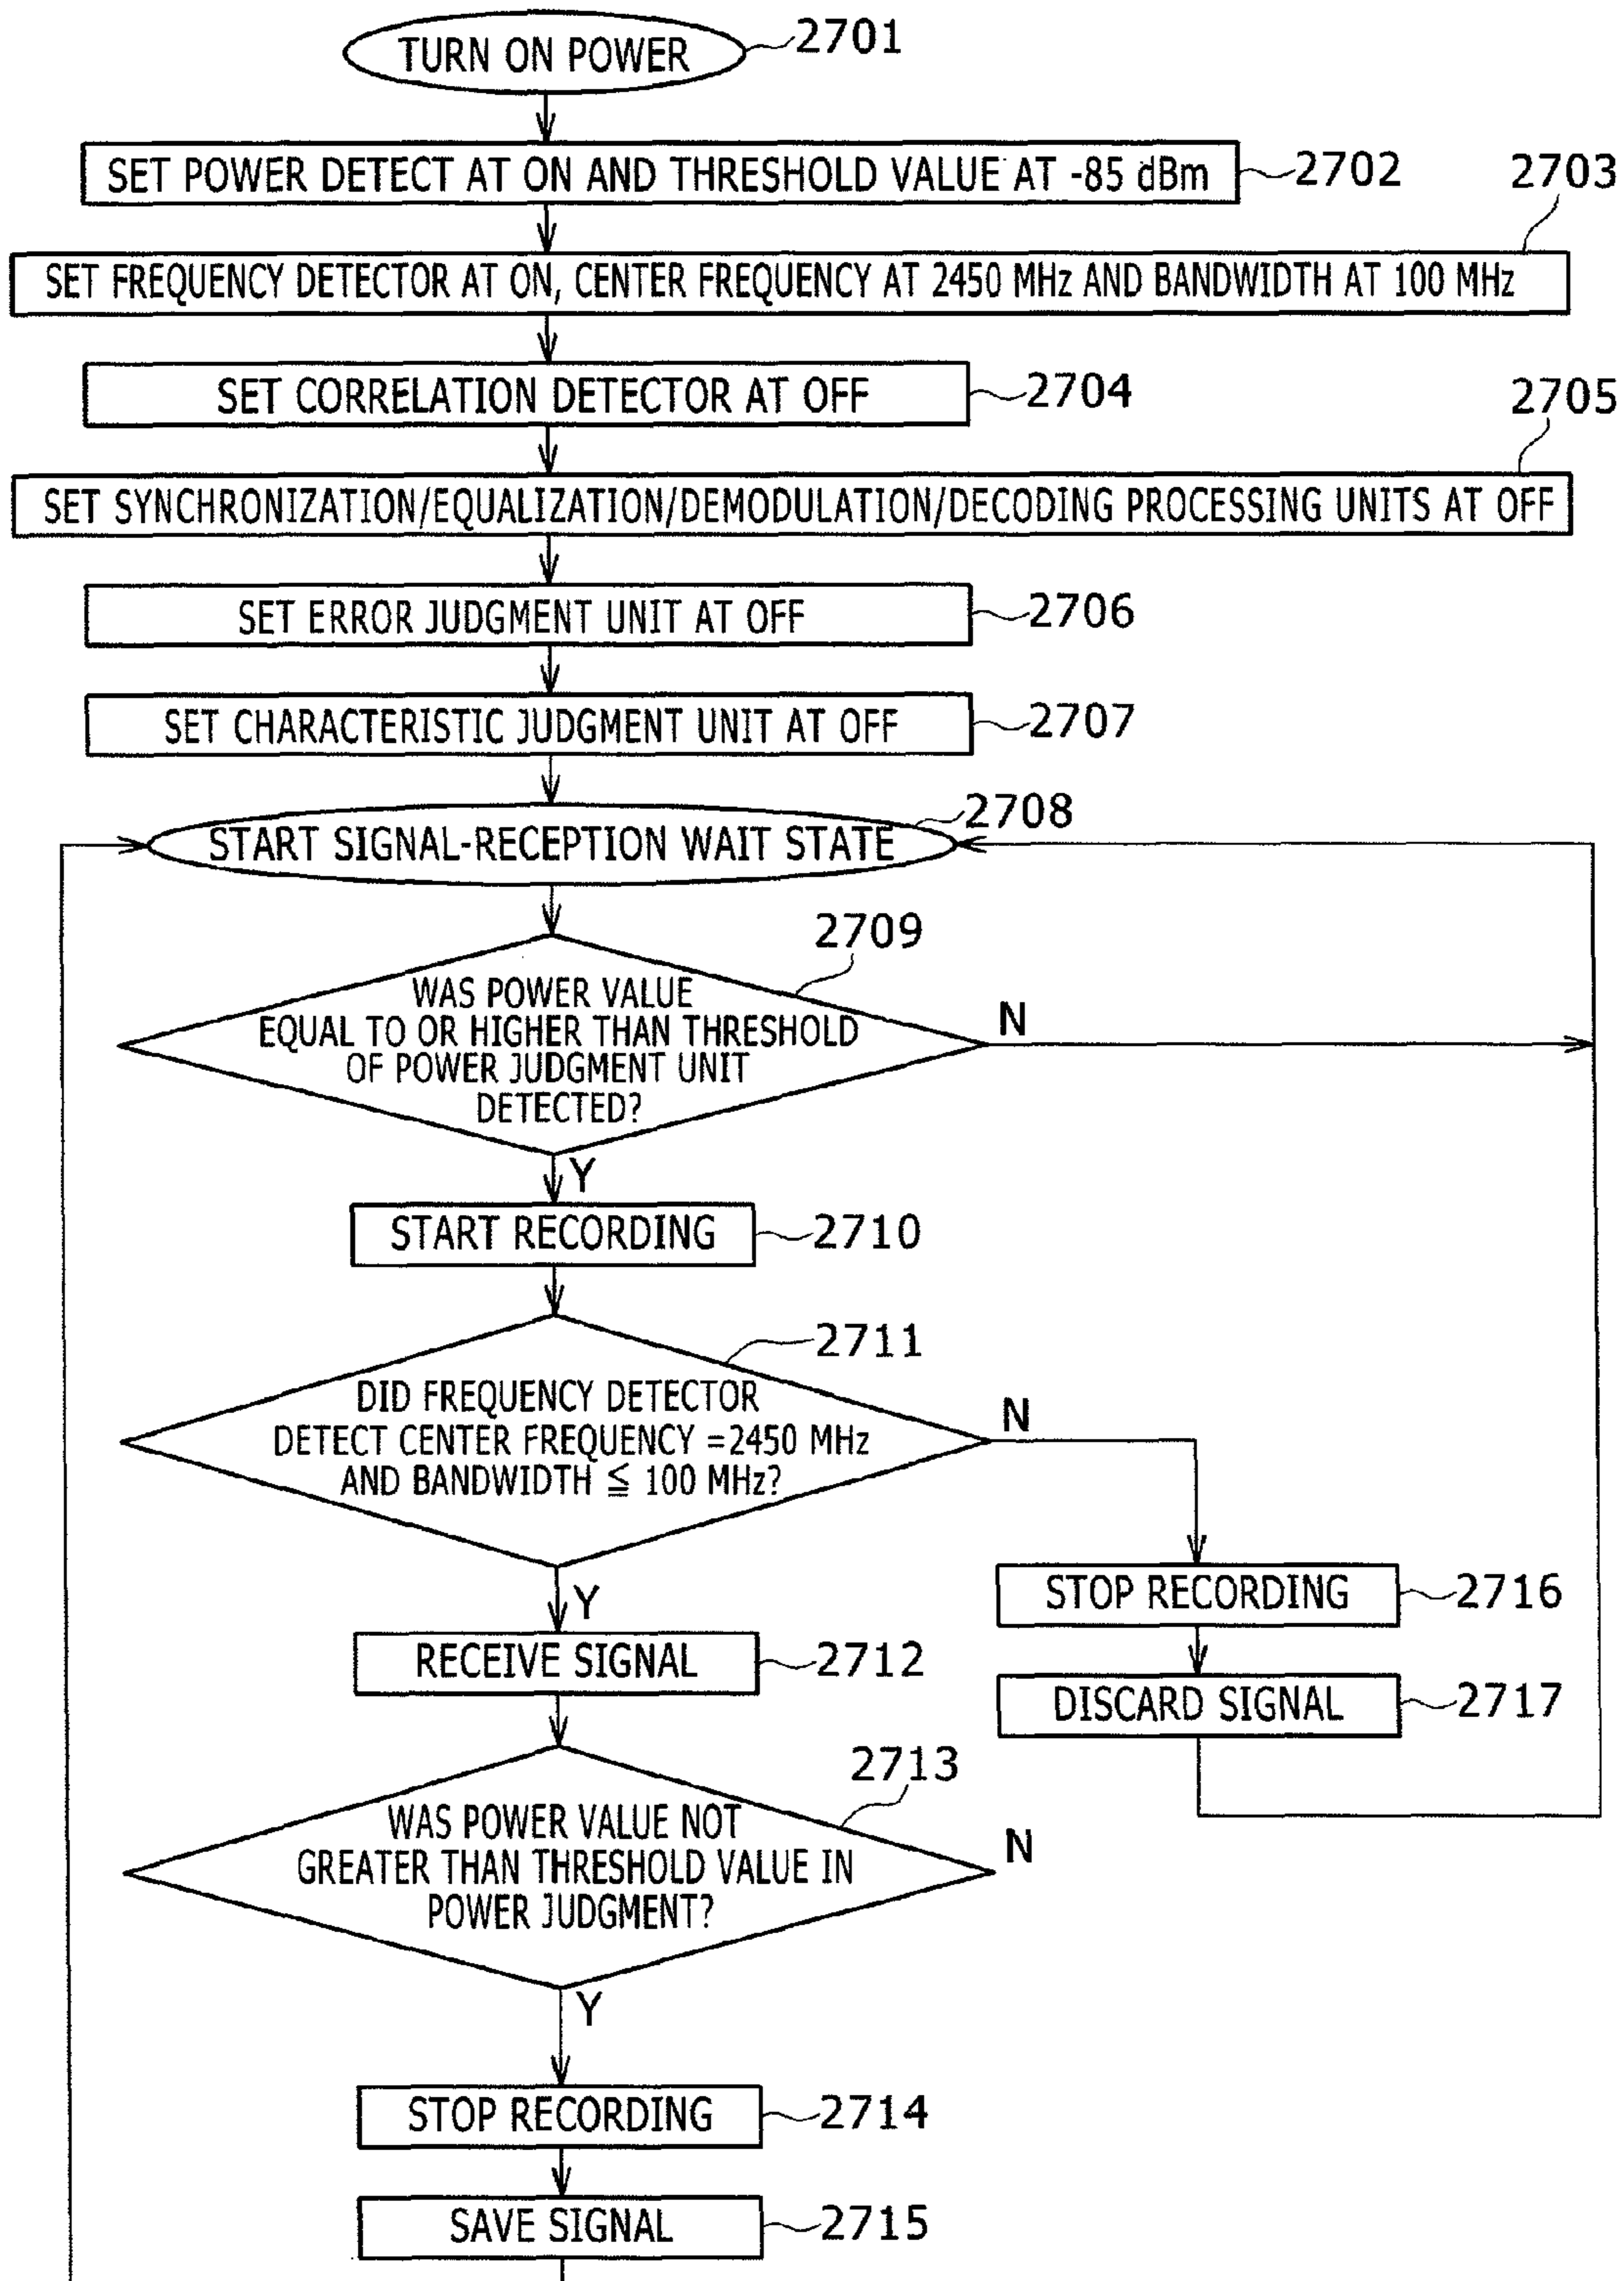 TURN ON POWER
2701
SET POWER DETECT AT ON AND THRESHOLD VALUE AT -85 dBm
2702
2703
SET FREQUENCY DETECTOR AT ON, CENTER FREQUENCY AT 2450 MHz AND BANDWIDTH AT 100 MHz
SET CORRELATION DETECTOR AT OFF
2704
2705
SET SYNCHRONIZATION/EQUALIZATION/DEMODULATION/DECODING PROCESSING UNITS AT OFF
SET ERROR JUDGMENT UNIT AT OFF
2706
SET CHARACTERISTIC JUDGMENT UNIT AT OFF
2707
START SIGNAL-RECEPTION WAIT STATE
2708
2709
WAS POWER VALUE
EQUAL TO OR HIGHER THAN THRESHOLD
OF POWER JUDGMENT UNIT
DETECTED?
N
Y
START RECORDING
2710
2711
DID FREQUENCY DETECTOR
DETECT CENTER FREQUENCY =2450 MHz
AND BANDWIDTH ≦ 100 MHz?
N
Y
STOP RECORDING
2716
RECEIVE SIGNAL
2712
DISCARD SIGNAL
2717
2713
WAS POWER VALUE NOT
GREATER THAN THRESHOLD VALUE IN
POWER JUDGMENT?
N
Y
STOP RECORDING
2714
SAVE SIGNAL
2715